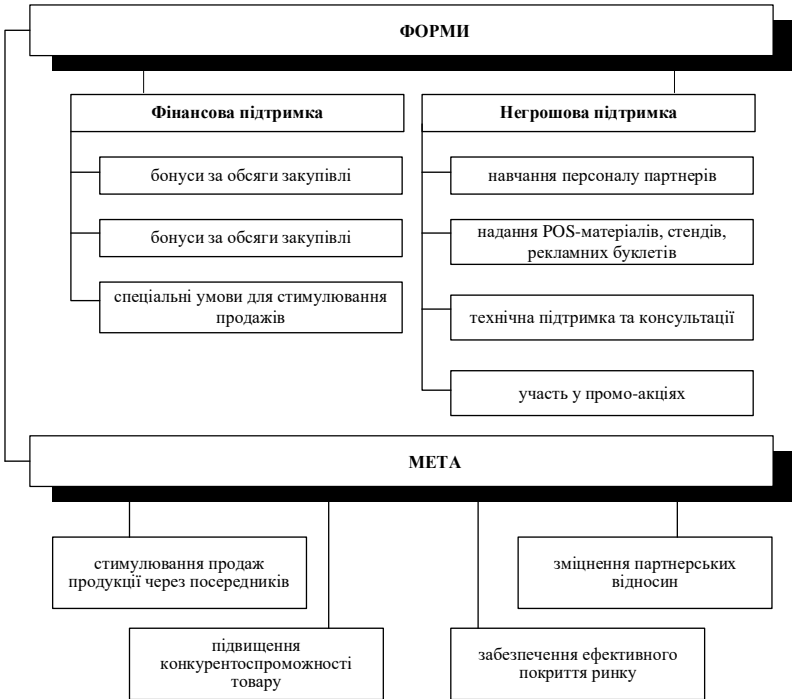 ФОРМИ
Фінансова підтримка
бонуси за обсяги закупівлі
бонуси за обсяги закупівлі
спеціальні умови для стимулювання
продажів
Негрошова підтримка
навчання персоналу партнерів
надання POS-матеріалів, стендів,
рекламних буклетів
технічна підтримка та консультації
участь у промо-акціях
МЕТА
стимулювання продаж
продукції через посередників
зміцнення партнерських
відносин
підвищення
конкурентоспроможності
товару
забезпечення ефективного
покриття ринку